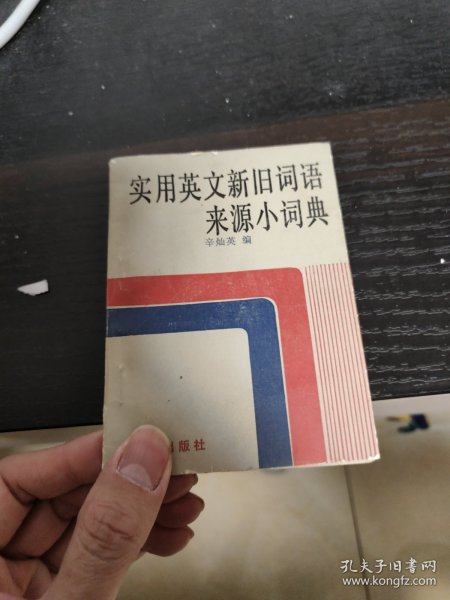 实用英文新旧词语
来源小词典
辛灿英 编
出版社
孔夫子旧书网
www.kongfz.com